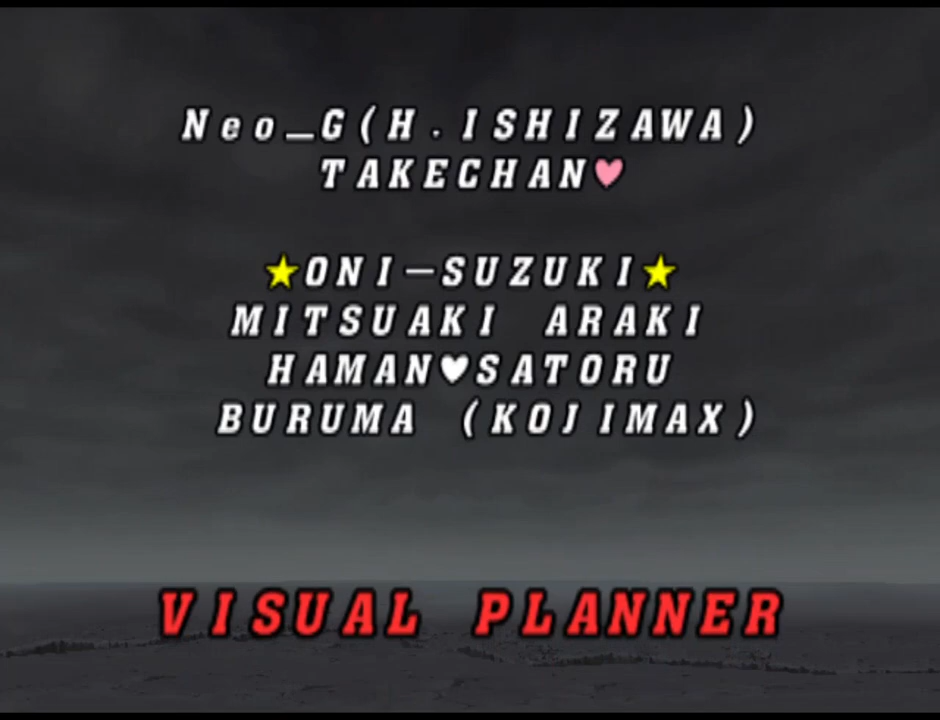 Neo_G(H.ISHIZAWA)
TAKECHAN♥
★ONI-SUZUKI★
MITSUAKI ARAKI
HAMAN♥SATORU
BURUMA (KOJIMAX)
VISUAL PLANNER